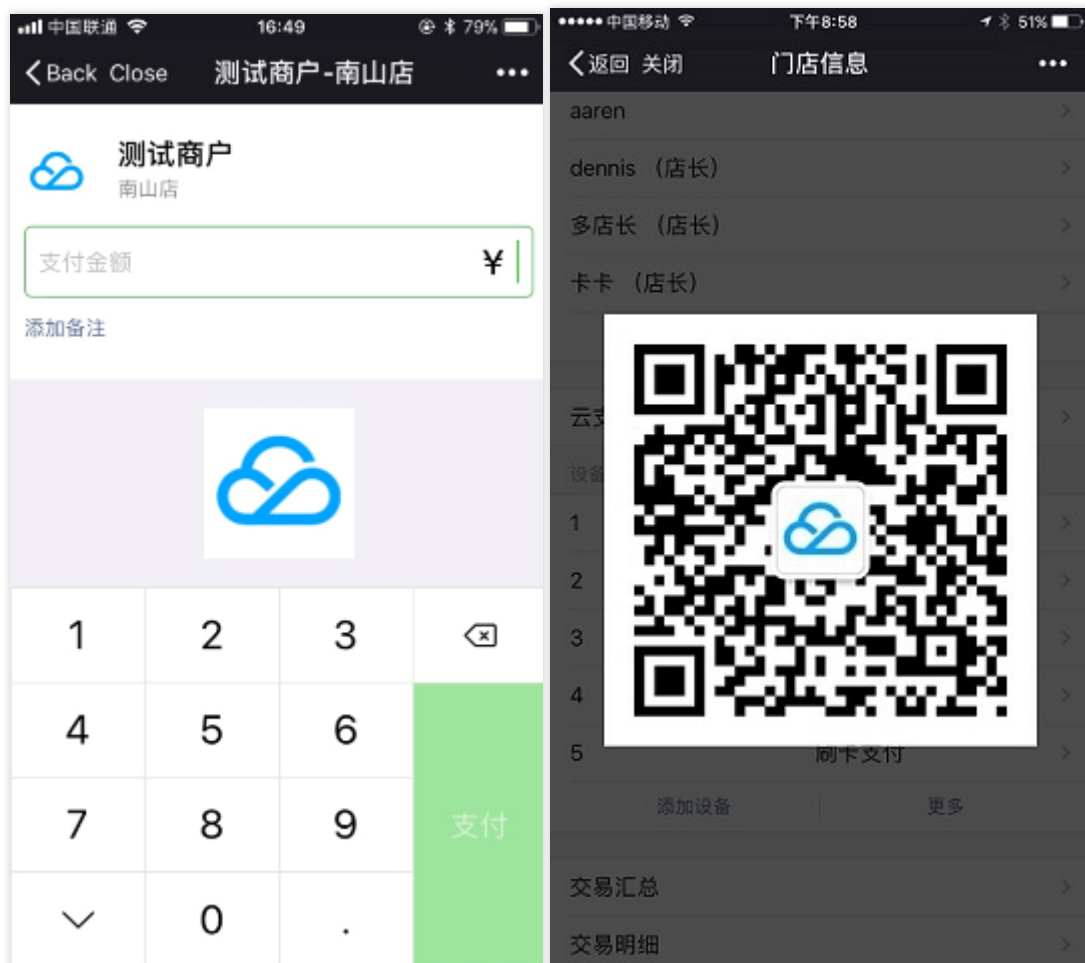 中国联通 16:49 79%
Back Close 测试商户-南山店
测试商户
南山店
支付金额 ¥
添加备注
1 2 3
4 5 6
7 8 9 支付
0 .
中国移动 下午8:58 51%
返回 关闭 门店信息
aaren
dennis （店长）
多店长 （店长）
卡卡 （店长）
云支
设备
1
2
3
4
5 刷卡支付
添加设备 更多
交易汇总
交易明细